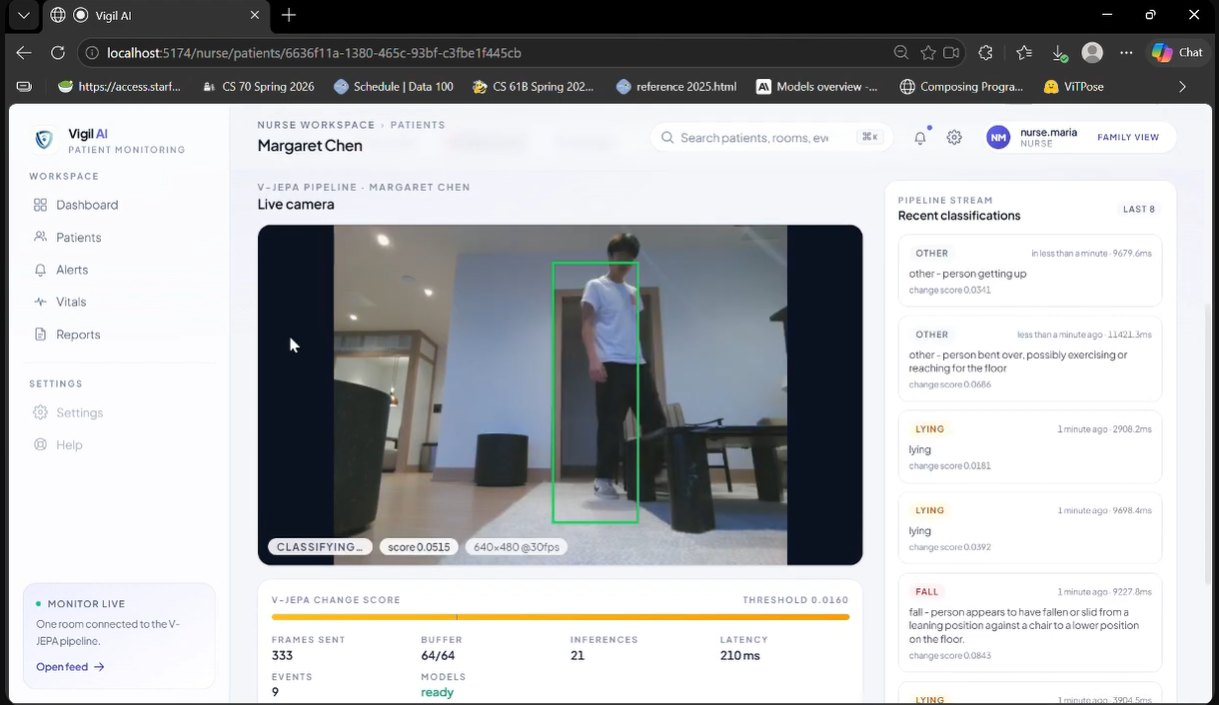 Vigil AI
localhost:5174/nurse/patients/6636f11a-1380-465c-93bf-c3fbe1f445cb
Chat
https://access.starf...
CS 70 Spring 2026
Schedule | Data 100
CS 61B Spring 202...
reference 2025.html
Models overview -...
Composing Progra...
ViTPose
Vigil AI
PATIENT MONITORING
WORKSPACE
Dashboard
Patients
Alerts
Vitals
Reports
SETTINGS
Settings
Help
MONITOR LIVE
One room connected to the V-
JEPA pipeline.
Open feed →
NURSE WORKSPACE › PATIENTS
Margaret Chen
Search patients, rooms, eve
⌘K
NM
nurse.maria
NURSE
FAMILY VIEW
V-JEPA PIPELINE · MARGARET CHEN
Live camera
CLASSIFYING...
score 0.0515
640×480 @30fps
V-JEPA CHANGE SCORE
THRESHOLD 0.0160
FRAMES SENT
333
BUFFER
64/64
INFERENCES
21
LATENCY
210 ms
EVENTS
9
MODELS
ready
PIPELINE STREAM
Recent classifications
LAST 8
OTHER
in less than a minute · 9679.6ms
other - person getting up
change score 0.0341
OTHER
less than a minute ago · 11421.3ms
other - person bent over, possibly exercising or
reaching for the floor
change score 0.0686
LYING
1 minute ago · 2908.2ms
lying
change score 0.0181
LYING
1 minute ago · 9698.4ms
lying
change score 0.0392
FALL
1 minute ago · 9227.8ms
fall - person appears to have fallen or slid from a
leaning position against a chair to a lower position
on the floor.
change score 0.0843
LYING
1 minute ago · 3904.5ms